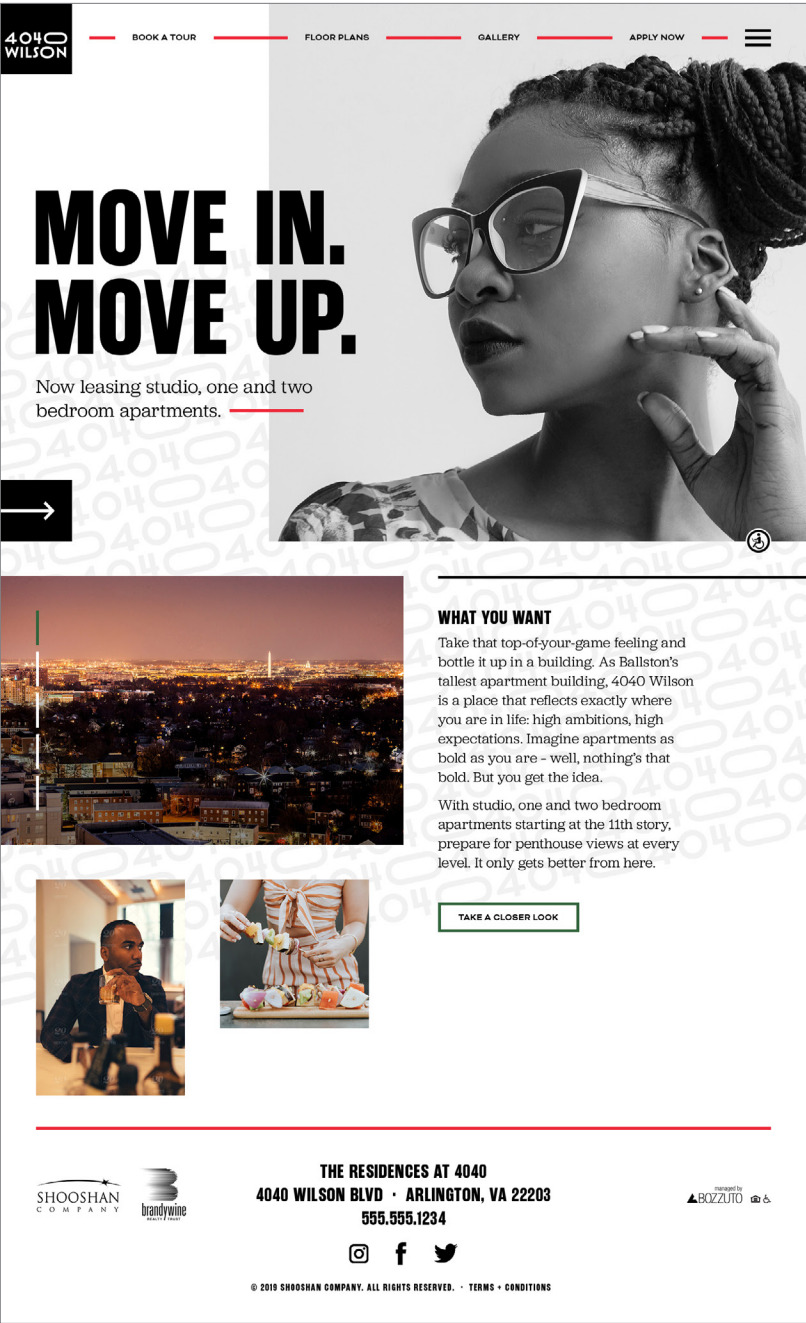 4040
WILSON
BOOK A TOUR
FLOOR PLANS
GALLERY
APPLY NOW
MOVE IN.
MOVE UP.
Now leasing studio, one and two
bedroom apartments.
WHAT YOU WANT
Take that top-of-your-game feeling and
bottle it up in a building. As Ballston's
tallest apartment building, 4040 Wilson
is a place that reflects exactly where
you are in life: high ambitions, high
expectations. Imagine apartments as
bold as you are – well, nothing's that
bold. But you get the idea.
With studio, one and two bedroom
apartments starting at the 11th story,
prepare for penthouse views at every
level. It only gets better from here.
TAKE A CLOSER LOOK
SHOOSHAN
COMPANY
brandywine
REALTY TRUST
THE RESIDENCES AT 4040
4040 WILSON BLVD · ARLINGTON, VA 22203
555.555.1234
managed by
BOZZUTO
© 2019 SHOOSHAN COMPANY. ALL RIGHTS RESERVED. · TERMS + CONDITIONS